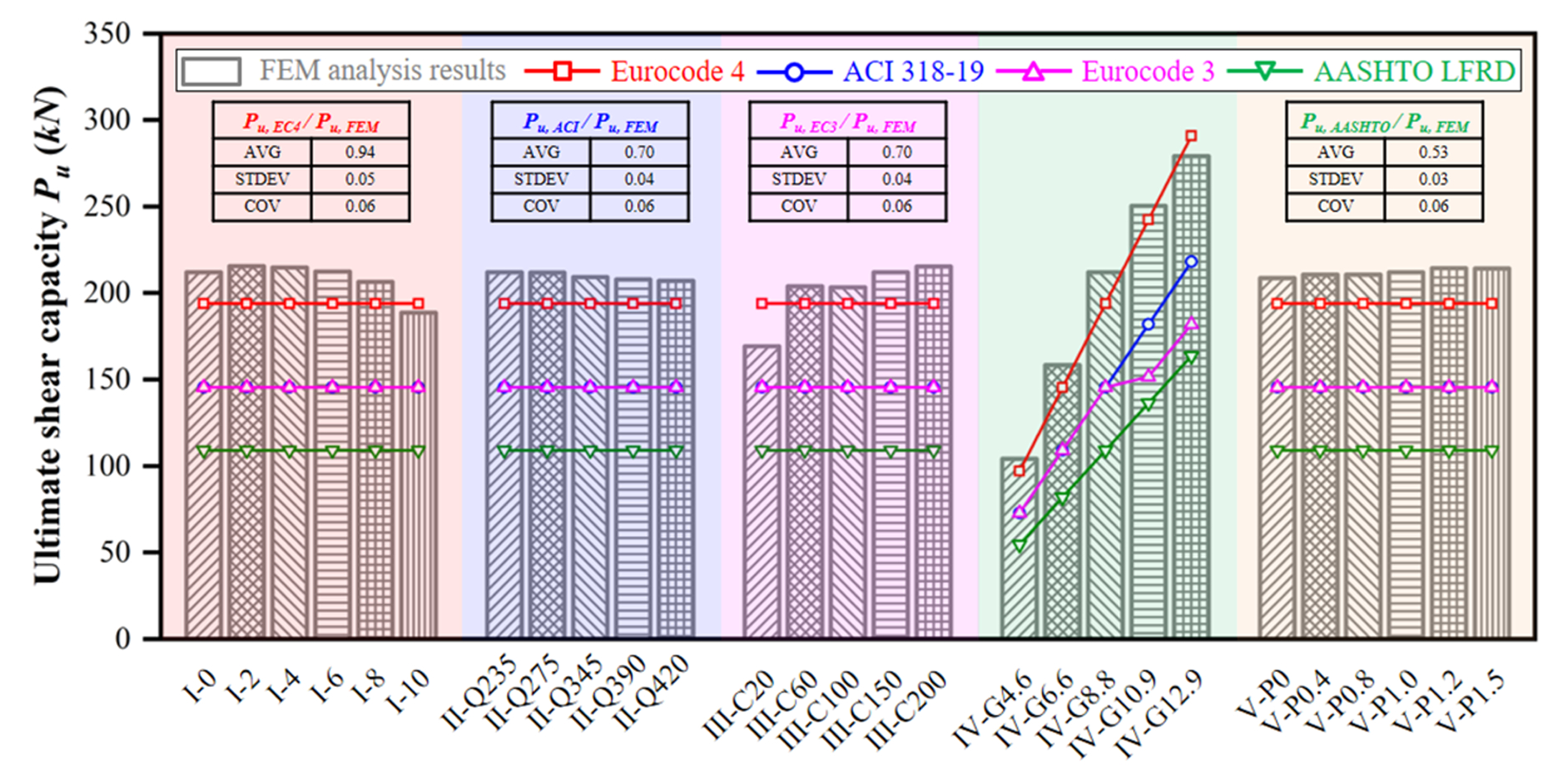 Ultimate shear capacity Pu (kN)
350
300
250
200
150
100
50
0
FEM analysis results Eurocode 4 ACI 318-19 Eurocode 3 AASHTO LFRD
Pu, EC4 / Pu, FEM
AVG 0.94
STDEV 0.05
COV 0.06
Pu, ACI / Pu, FEM
AVG 0.70
STDEV 0.04
COV 0.06
Pu, EC3 / Pu, FEM
AVG 0.70
STDEV 0.04
COV 0.06
Pu, AASHTO / Pu, FEM
AVG 0.53
STDEV 0.03
COV 0.06
I-0
I-2
I-4
I-6
I-8
I-10
II-Q235
II-Q275
II-Q345
II-Q390
II-Q420
III-C20
III-C60
III-C100
III-C150
III-C200
IV-G4.6
IV-G6.6
IV-G8.8
IV-G10.9
IV-G12.9
V-P0
V-P0.4
V-P0.8
V-P1.0
V-P1.2
V-P1.5